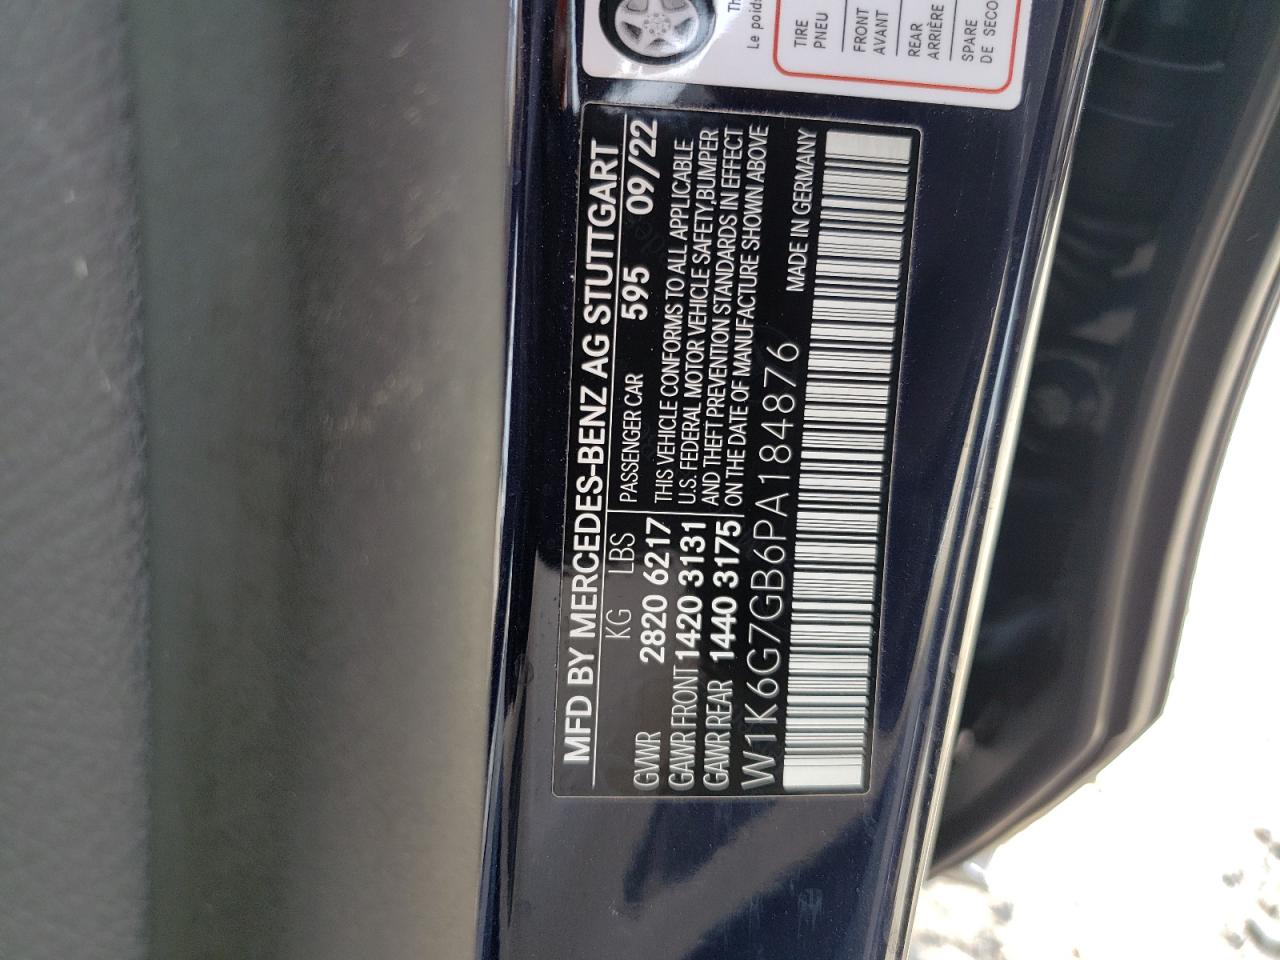 MFD BY MERCEDES-BENZ AG STUTTGART
KG LBS PASSENGER CAR 595 09/22
GVWR 2820 6217
GAWR FRONT 1420 3131
GAWR REAR 1440 3175
THIS VEHICLE CONFORMS TO ALL APPLICABLE
U.S. FEDERAL MOTOR VEHICLE SAFETY,BUMPER
AND THEFT PREVENTION STANDARDS IN EFFECT
ON THE DATE OF MANUFACTURE SHOWN ABOVE
W1K6G7GB6PA184876 MADE IN GERMANY
Le poids
TIRE
PNEU
FRONT
AVANT
REAR
ARRIÈRE
SPARE
DE SECO